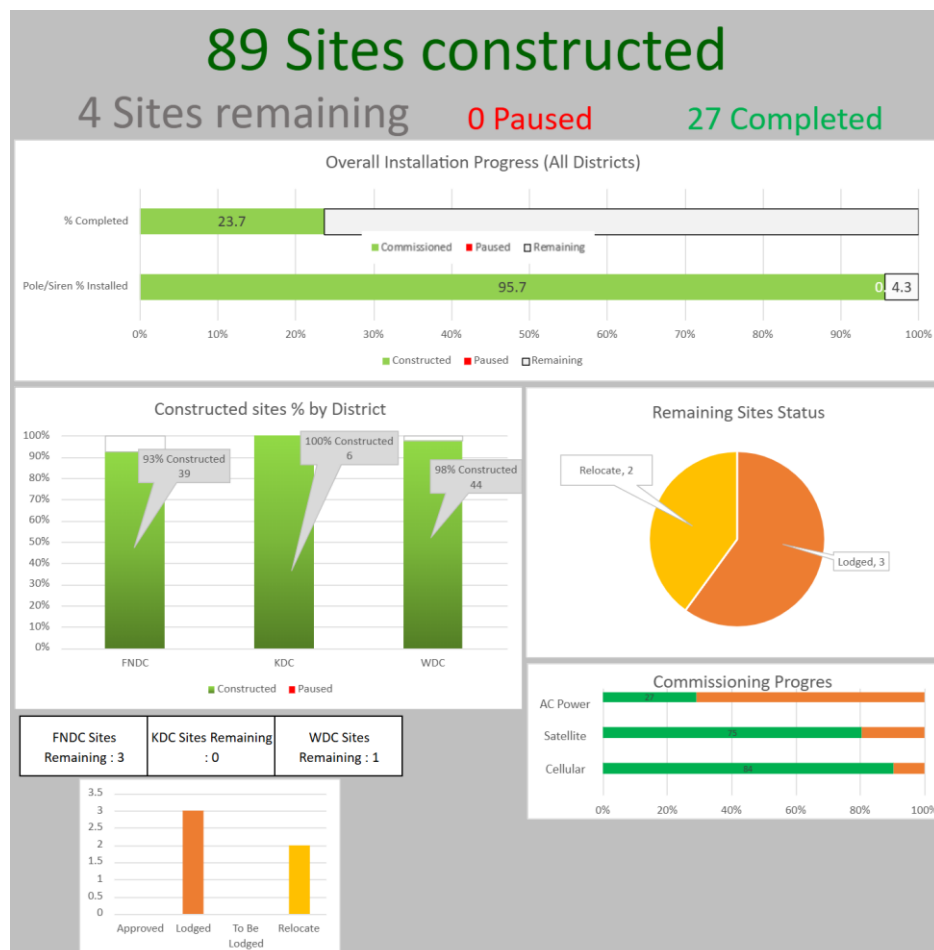 89 Sites constructed
4 Sites remaining
0 Paused
27 Completed
Overall Installation Progress (All Districts)
% Completed
23.7
Commissioned Paused Remaining
Pole/Siren % Installed
95.7
0.
4.3
0% 10% 20% 30% 40% 50% 60% 70% 80% 90% 100%
Constructed Paused Remaining
Constructed sites % by District
100%
90%
80%
70%
60%
50%
40%
30%
20%
10%
0%
93% Constructed
39
100% Constructed
6
98% Constructed
44
FNDC KDC WDC
Constructed Paused
Remaining Sites Status
Relocate, 2
Lodged, 3
Commissioning Progres
AC Power
27
Satellite
75
Cellular
84
0% 20% 40% 60% 80% 100%
FNDC Sites
Remaining : 3
KDC Sites Remaining
: 0
WDC Sites
Remaining : 1
3.5
3
2.5
2
1.5
1
0.5
0
Approved Lodged To Be Relocate
Lodged